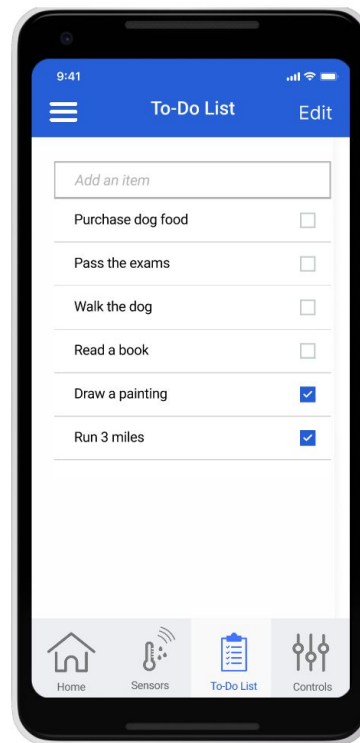 9:41
To-Do List
Edit
Add an item
Purchase dog food
Pass the exams
Walk the dog
Read a book
Draw a painting
Run 3 miles
Home Sensors To-Do List Controls